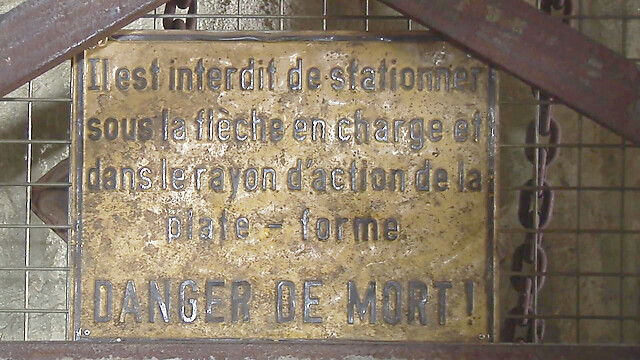 Il est interdit de stationner
sous la flèche en charge et
dans le rayon d'action de la
plate - forme.
DANGER DE MORT!